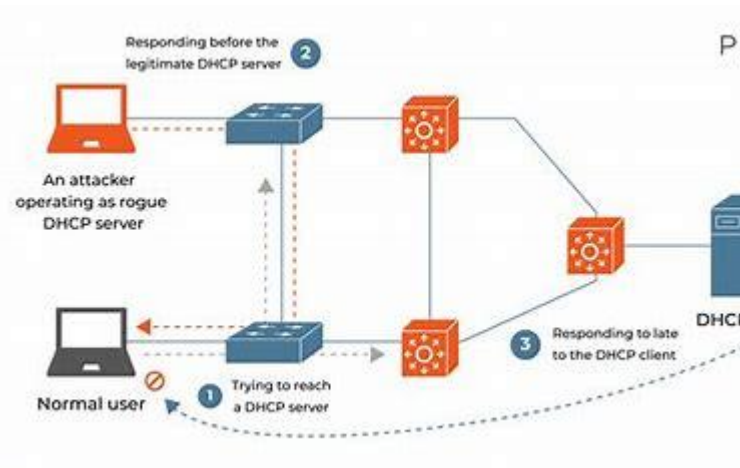 P
Responding before the
legitimate DHCP server
2
An attacker
operating as rogue
DHCP server
DHC
3
Responding to late
to the DHCP client
1
Trying to reach
a DHCP server
Normal user